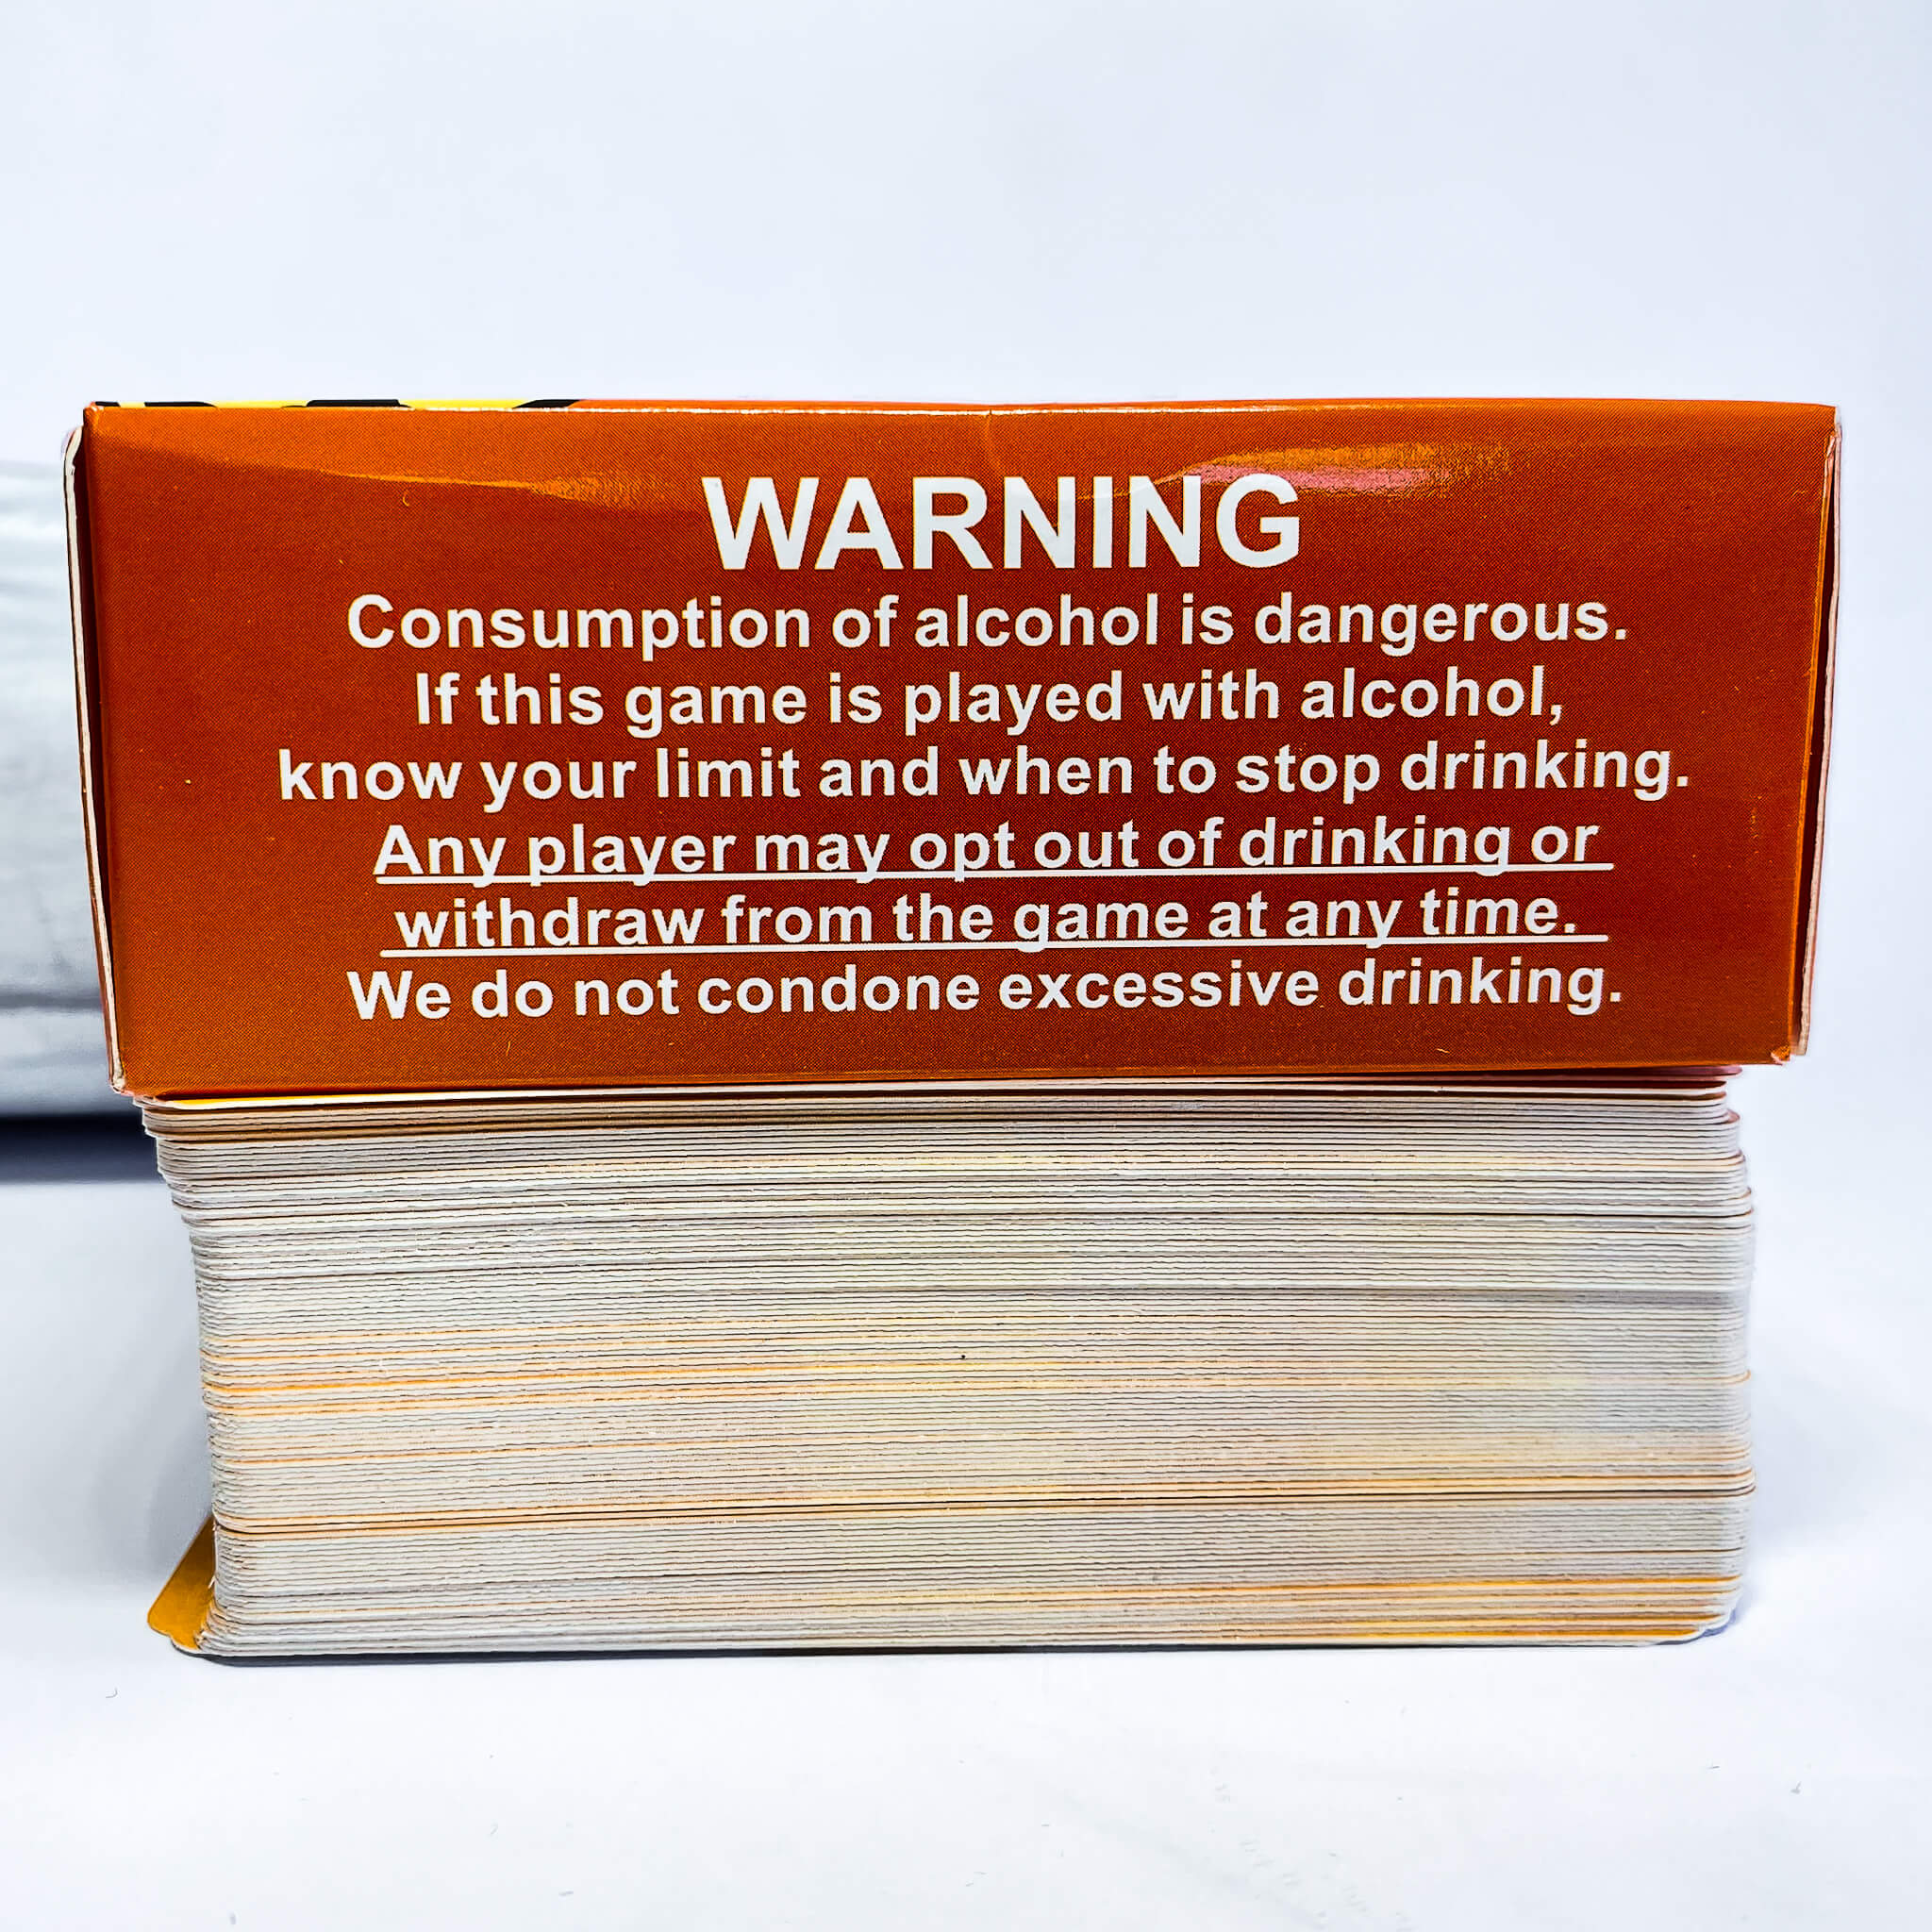 WARNING
Consumption of alcohol is dangerous.
If this game is played with alcohol,
know your limit and when to stop drinking.
Any player may opt out of drinking or
withdraw from the game at any time.
We do not condone excessive drinking.